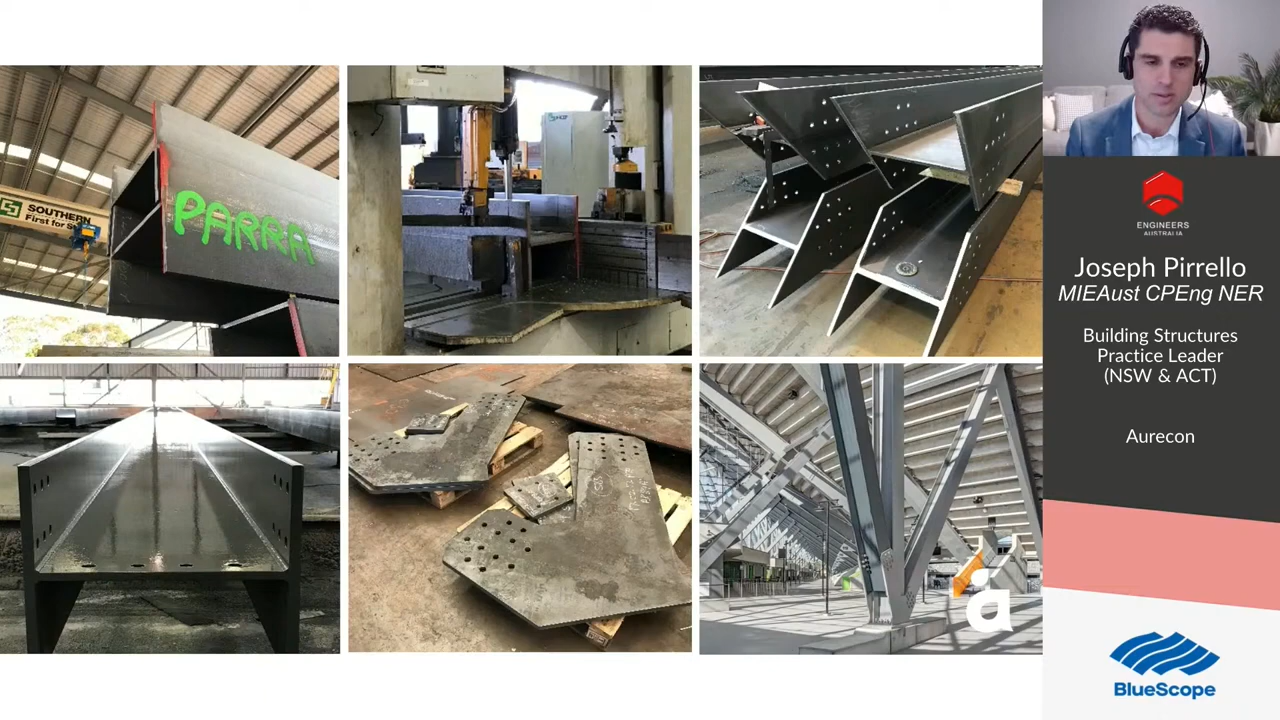 PARRA
SOUTHERN
ENGINEERS
AUSTRALIA
Joseph Pirrello
MIEAust CPEng NER
Building Structures
Practice Leader
(NSW & ACT)
Aurecon
BlueScope